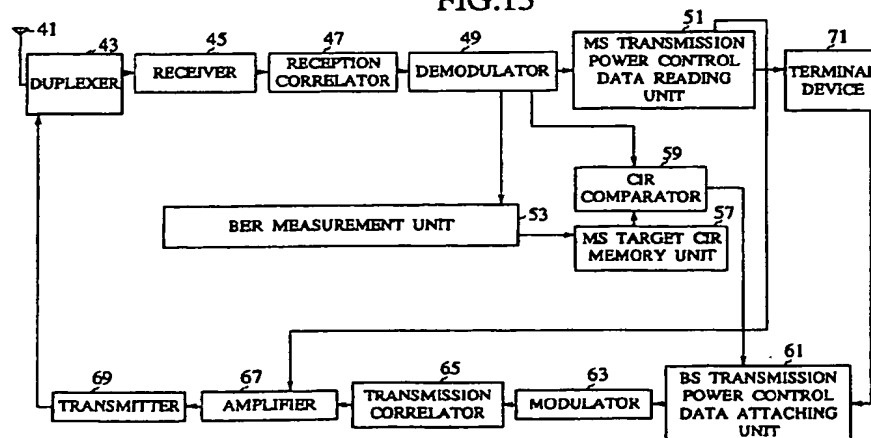 FIG.13
41
43
DUPLEXER
45
RECEIVER
47
RECEPTION
CORRELATOR
49
DEMODULATOR
51
MS TRANSMISSION
POWER CONTROL
DATA READING
UNIT
71
TERMINAL
DEVICE
59
CIR
COMPARATOR
53
BER MEASUREMENT UNIT
57
MS TARGET CIR
MEMORY UNIT
69
TRANSMITTER
67
AMPLIFIER
65
TRANSMISSION
CORRELATOR
63
MODULATOR
61
BS TRANSMISSION
POWER CONTROL
DATA ATTACHING
UNIT